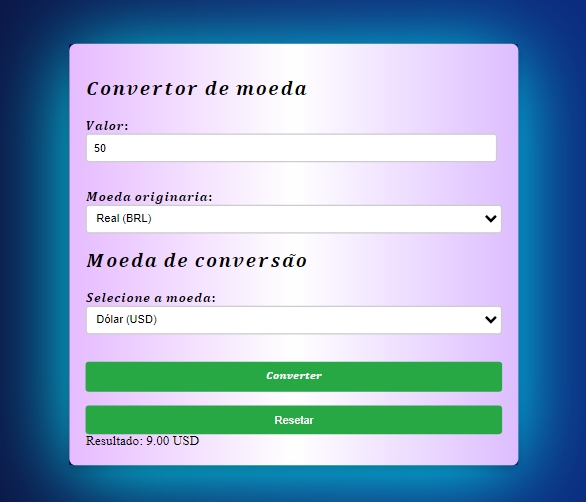 Convertor de moeda
Valor:
50
Moeda originaria:
Real (BRL)
Moeda de conversão
Selecione a moeda:
Dólar (USD)
Converter
Resetar
Resultado: 9.00 USD